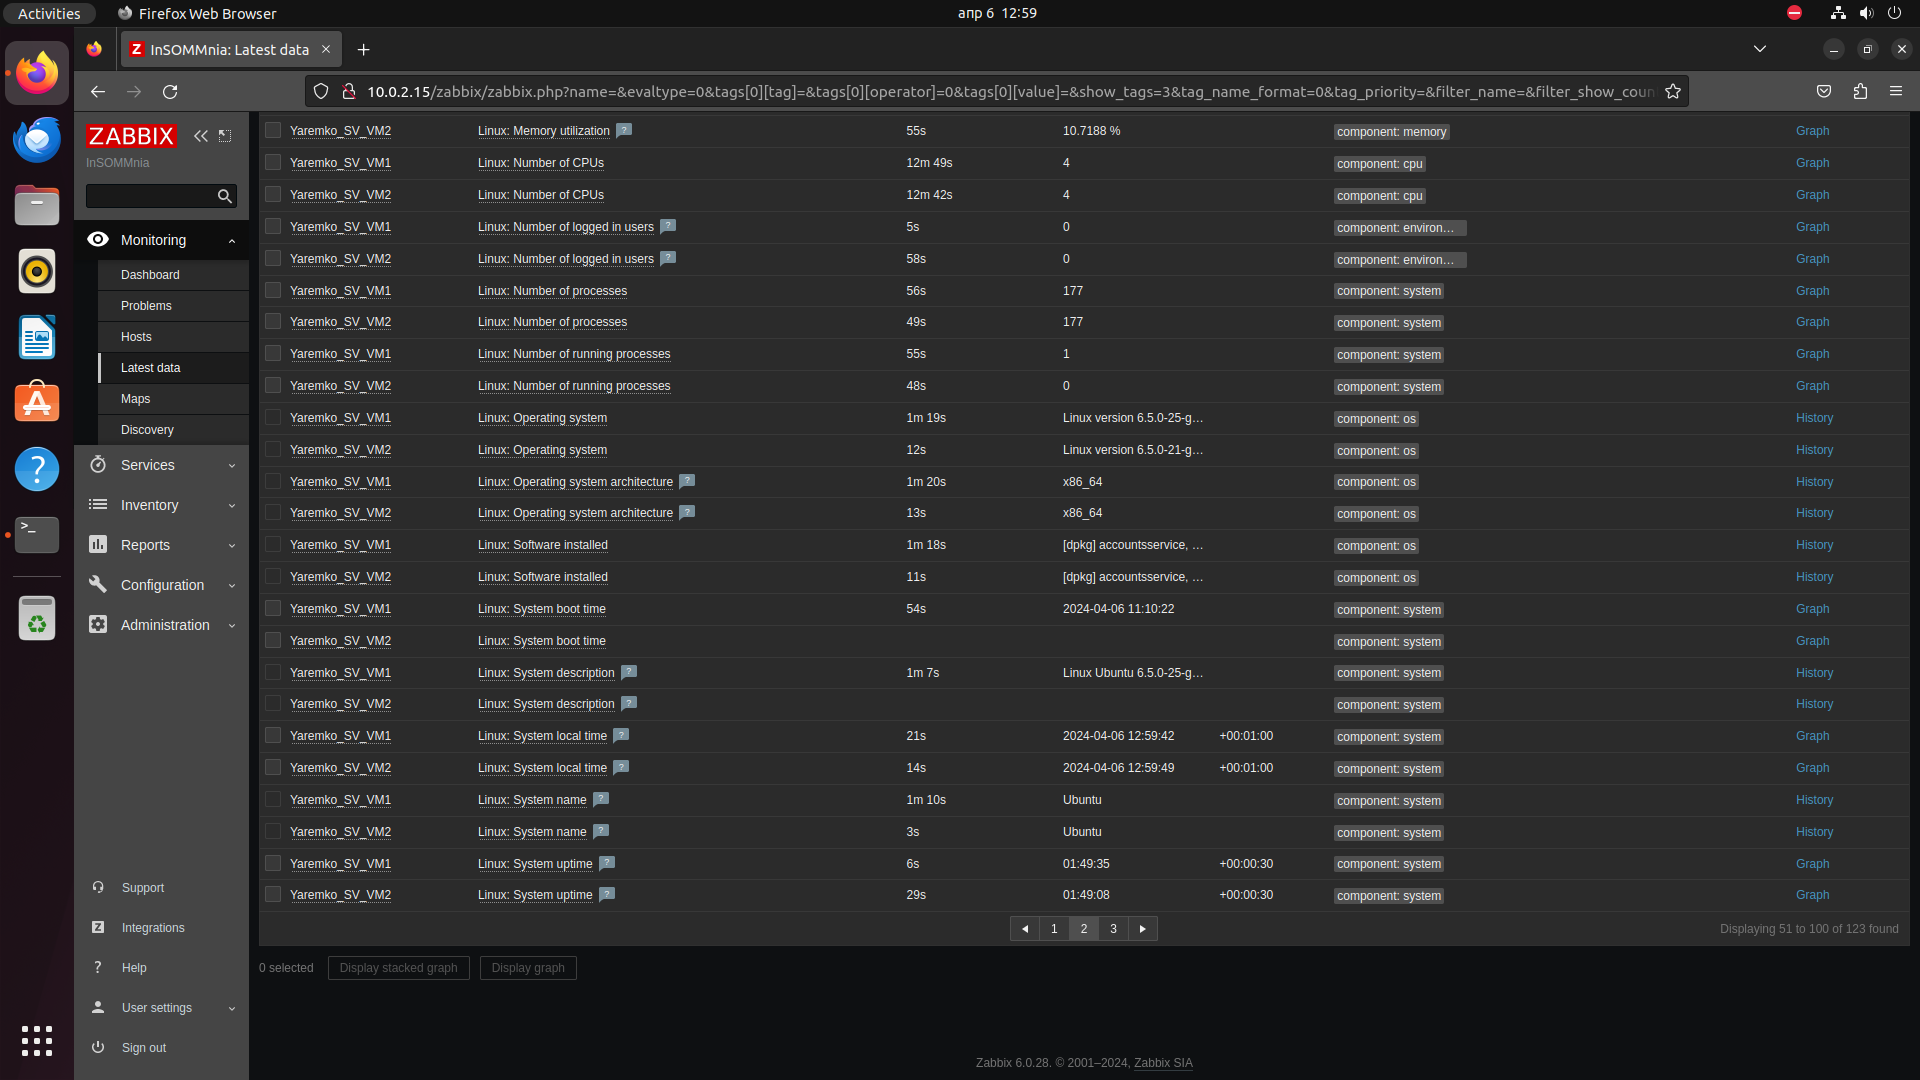 Activities Firefox Web Browser апр 6 12:59
InSOMMnia: Latest data
10.0.2.15/zabbix/zabbix.php?name=&evaltype=0&tags[0][tag]=&tags[0][operator]=0&tags[0][value]=&show_tags=3&tag_name_format=0&tag_priority=&filter_name=&filter_show_coun
ZABBIX
InSOMMnia
Monitoring
Dashboard
Problems
Hosts
Latest data
Maps
Discovery
Services
Inventory
Reports
Configuration
Administration
Support
Integrations
Help
User settings
Sign out
Yaremko_SV_VM2 Linux: Memory utilization ? 55s 10.7188 % component: memory Graph
Yaremko_SV_VM1 Linux: Number of CPUs 12m 49s 4 component: cpu Graph
Yaremko_SV_VM2 Linux: Number of CPUs 12m 42s 4 component: cpu Graph
Yaremko_SV_VM1 Linux: Number of logged in users ? 5s 0 component: environ... Graph
Yaremko_SV_VM2 Linux: Number of logged in users ? 58s 0 component: environ... Graph
Yaremko_SV_VM1 Linux: Number of processes 56s 177 component: system Graph
Yaremko_SV_VM2 Linux: Number of processes 49s 177 component: system Graph
Yaremko_SV_VM1 Linux: Number of running processes 55s 1 component: system Graph
Yaremko_SV_VM2 Linux: Number of running processes 48s 0 component: system Graph
Yaremko_SV_VM1 Linux: Operating system 1m 19s Linux version 6.5.0-25-g... component: os History
Yaremko_SV_VM2 Linux: Operating system 12s Linux version 6.5.0-21-g... component: os History
Yaremko_SV_VM1 Linux: Operating system architecture ? 1m 20s x86_64 component: os History
Yaremko_SV_VM2 Linux: Operating system architecture ? 13s x86_64 component: os History
Yaremko_SV_VM1 Linux: Software installed 1m 18s [dpkg] accountsservice, ... component: os History
Yaremko_SV_VM2 Linux: Software installed 11s [dpkg] accountsservice, ... component: os History
Yaremko_SV_VM1 Linux: System boot time 54s 2024-04-06 11:10:22 component: system Graph
Yaremko_SV_VM2 Linux: System boot time component: system Graph
Yaremko_SV_VM1 Linux: System description ? 1m 7s Linux Ubuntu 6.5.0-25-g... component: system History
Yaremko_SV_VM2 Linux: System description ? component: system History
Yaremko_SV_VM1 Linux: System local time ? 21s 2024-04-06 12:59:42 +00:01:00 component: system Graph
Yaremko_SV_VM2 Linux: System local time ? 14s 2024-04-06 12:59:49 +00:01:00 component: system Graph
Yaremko_SV_VM1 Linux: System name ? 1m 10s Ubuntu component: system History
Yaremko_SV_VM2 Linux: System name ? 3s Ubuntu component: system History
Yaremko_SV_VM1 Linux: System uptime ? 6s 01:49:35 +00:00:30 component: system Graph
Yaremko_SV_VM2 Linux: System uptime ? 29s 01:49:08 +00:00:30 component: system Graph
1 2 3 Displaying 51 to 100 of 123 found
0 selected Display stacked graph Display graph
Zabbix 6.0.28. © 2001–2024, Zabbix SIA